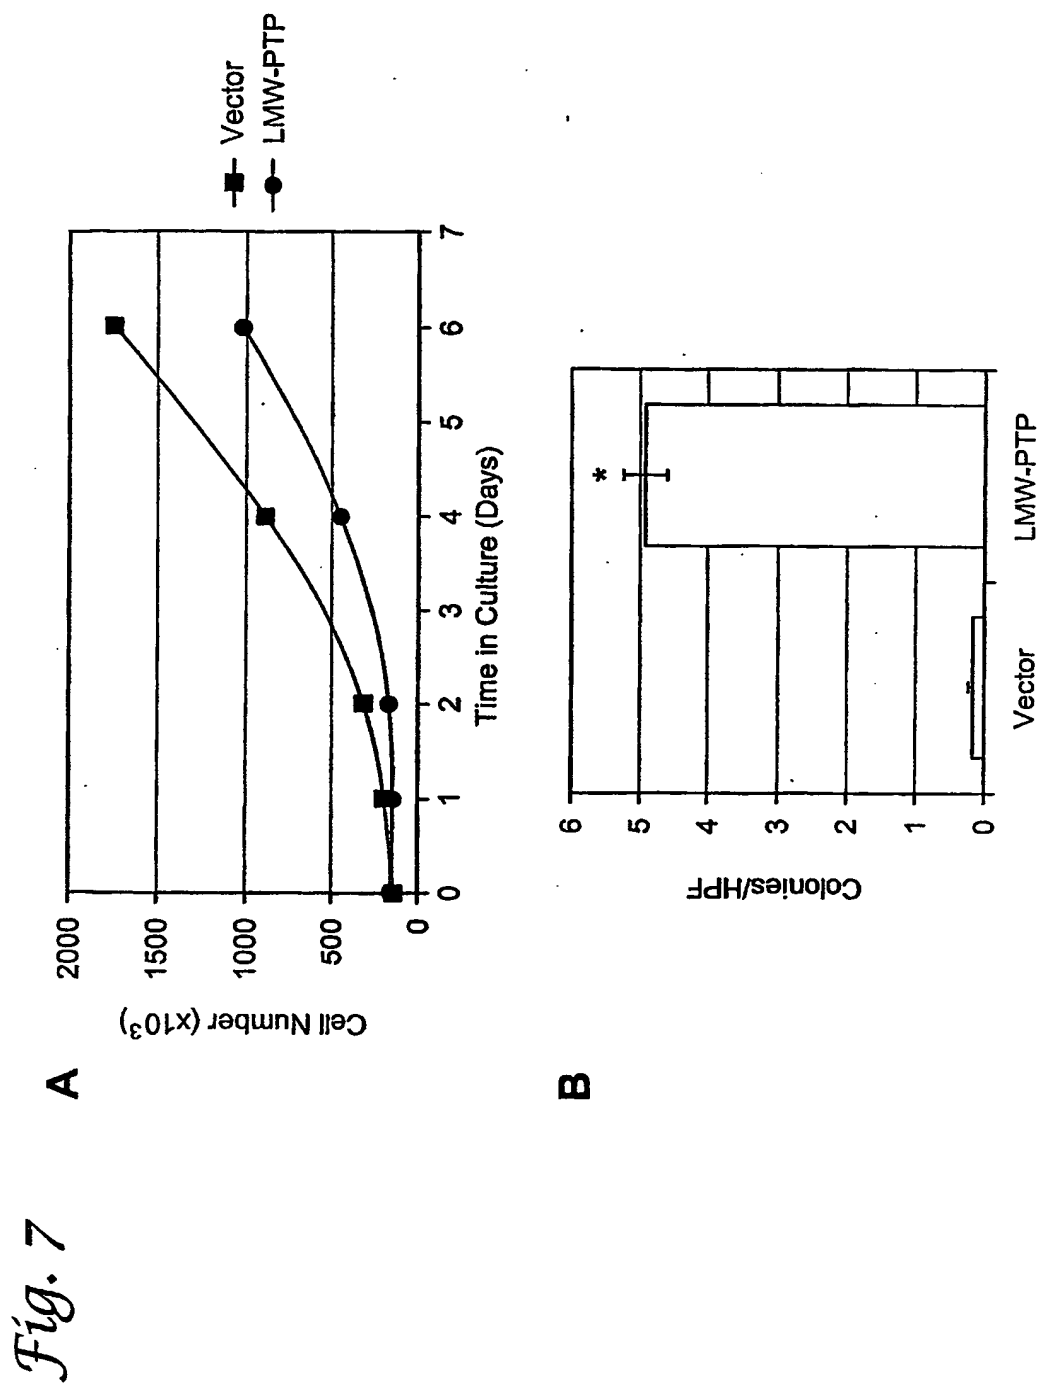 Fig. 7
A
Cell Number (x10³)
2000
1500
1000
500
0
0 1 2 3 4 5 6 7
Time in Culture (Days)
Vector
LMW-PTP
B
Colonies/HPF
6
5
4
3
2
1
0
*
Vector LMW-PTP